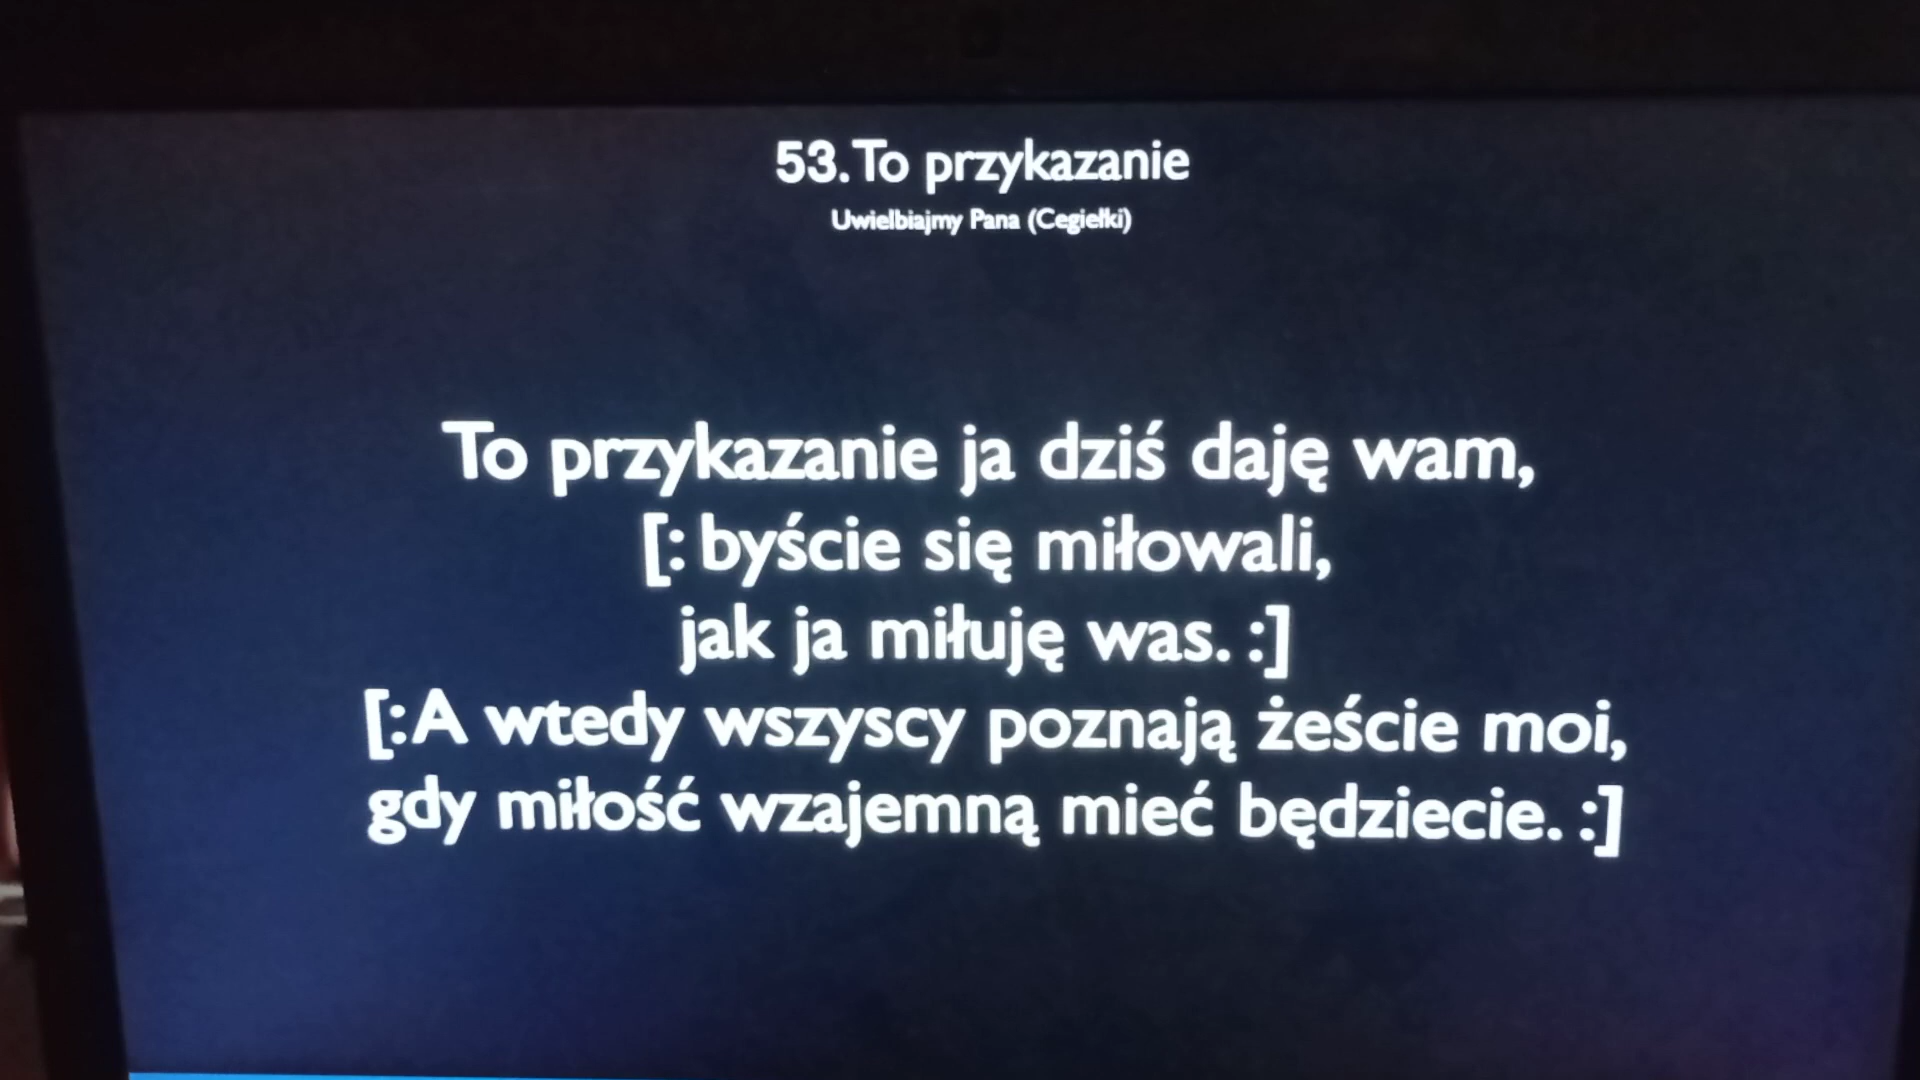 53. To przykazanie
Uwielbiajmy Pana (Cegiełki)
To przykazanie ja dziś daję wam,
[: byście się miłowali,
jak ja miłuję was. :]
[: A wtedy wszyscy poznają żeście moi,
gdy miłość wzajemną mieć będziecie. :]